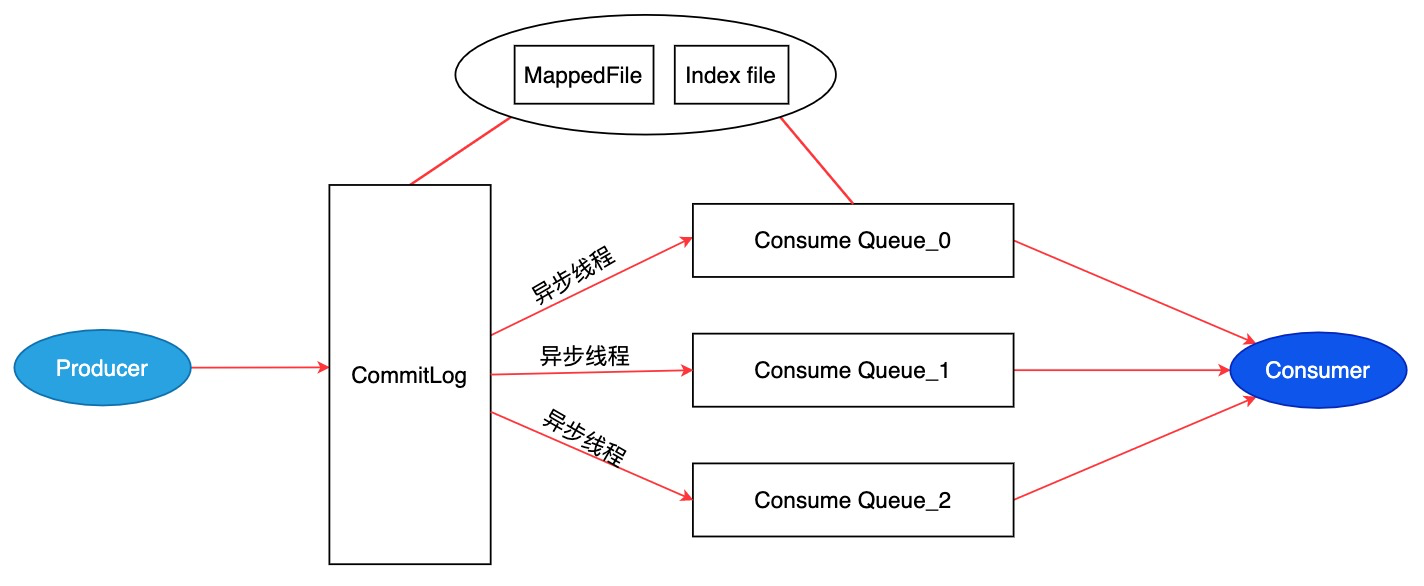 MappedFile
Index file
Producer
CommitLog
异步线程
异步线程
异步线程
Consume Queue_0
Consume Queue_1
Consume Queue_2
Consumer